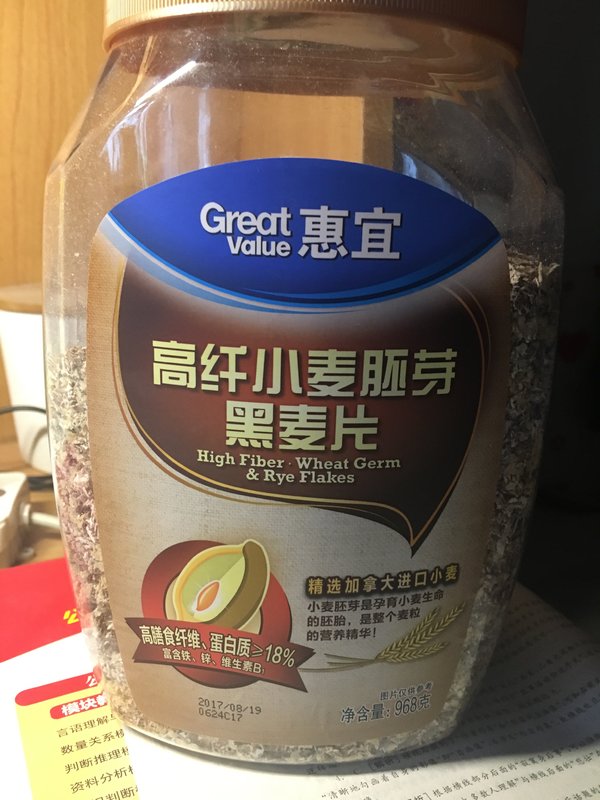 Great Value 惠宜
高纤小麦胚芽
黑麦片
High Fiber · Wheat Germ
& Rye Flakes
精选加拿大进口小麦
小麦胚芽是孕育小麦生命
的胚胎，是整个麦粒
的营养精华！
高膳食纤维、蛋白质≥18%
富含铁、锌、维生素B1
2017/08/19
0624C17
图片仅供参考
净含量：968克
模块
言语理解
数量关系
判断推理
资料分析